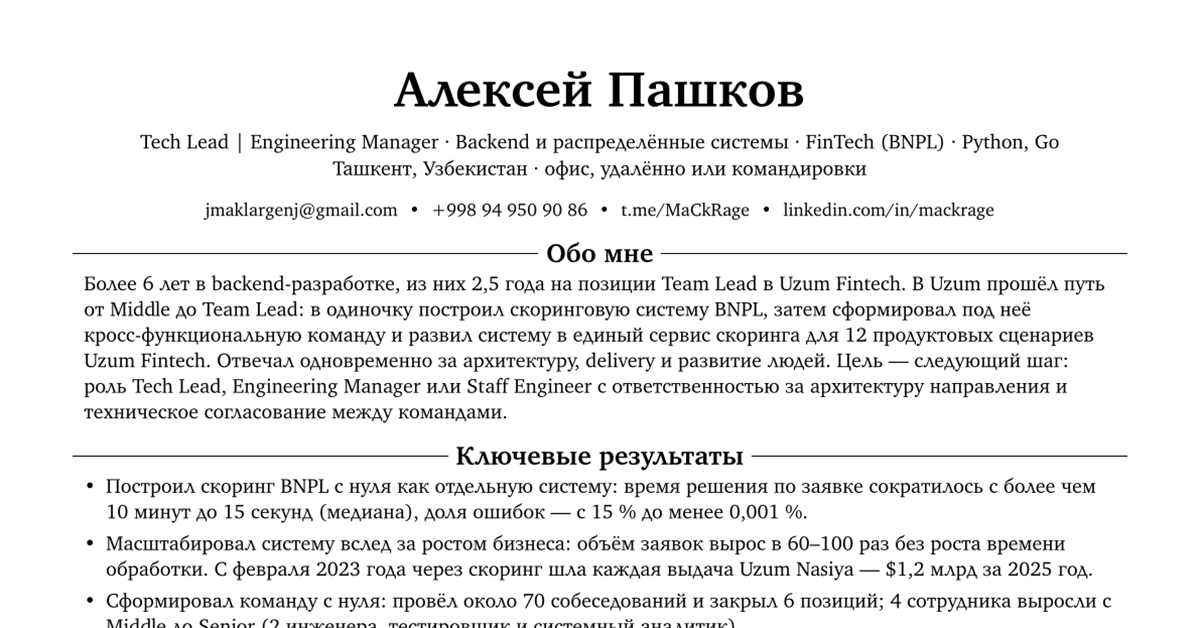 Алексей Пашков
Tech Lead | Engineering Manager · Backend и распределённые системы · FinTech (BNPL) · Python, Go
Ташкент, Узбекистан · офис, удалённо или командировки
jmaklargenj@gmail.com • +998 94 950 90 86 • t.me/MaCkRage • linkedin.com/in/mackrage
Обо мне
Более 6 лет в backend-разработке, из них 2,5 года на позиции Team Lead в Uzum Fintech. В Uzum прошёл путь
от Middle до Team Lead: в одиночку построил скоринговую систему BNPL, затем сформировал под неё
кросс-функциональную команду и развил систему в единый сервис скоринга для 12 продуктовых сценариев
Uzum Fintech. Отвечал одновременно за архитектуру, delivery и развитие людей. Цель — следующий шаг:
роль Tech Lead, Engineering Manager или Staff Engineer с ответственностью за архитектуру направления и
техническое согласование между командами.
Ключевые результаты
• Построил скоринг BNPL с нуля как отдельную систему: время решения по заявке сократилось с более чем
10 минут до 15 секунд (медиана), доля ошибок — с 15 % до менее 0,001 %.
• Масштабировал систему вслед за ростом бизнеса: объём заявок вырос в 60–100 раз без роста времени
обработки. С февраля 2023 года через скоринг шла каждая выдача Uzum Nasiya — $1,2 млрд за 2025 год.
• Сформировал команду с нуля: провёл около 70 собеседований и закрыл 6 позиций; 4 сотрудника выросли с
Middle до Senior (2 инженера, тестировщик и системный аналитик).